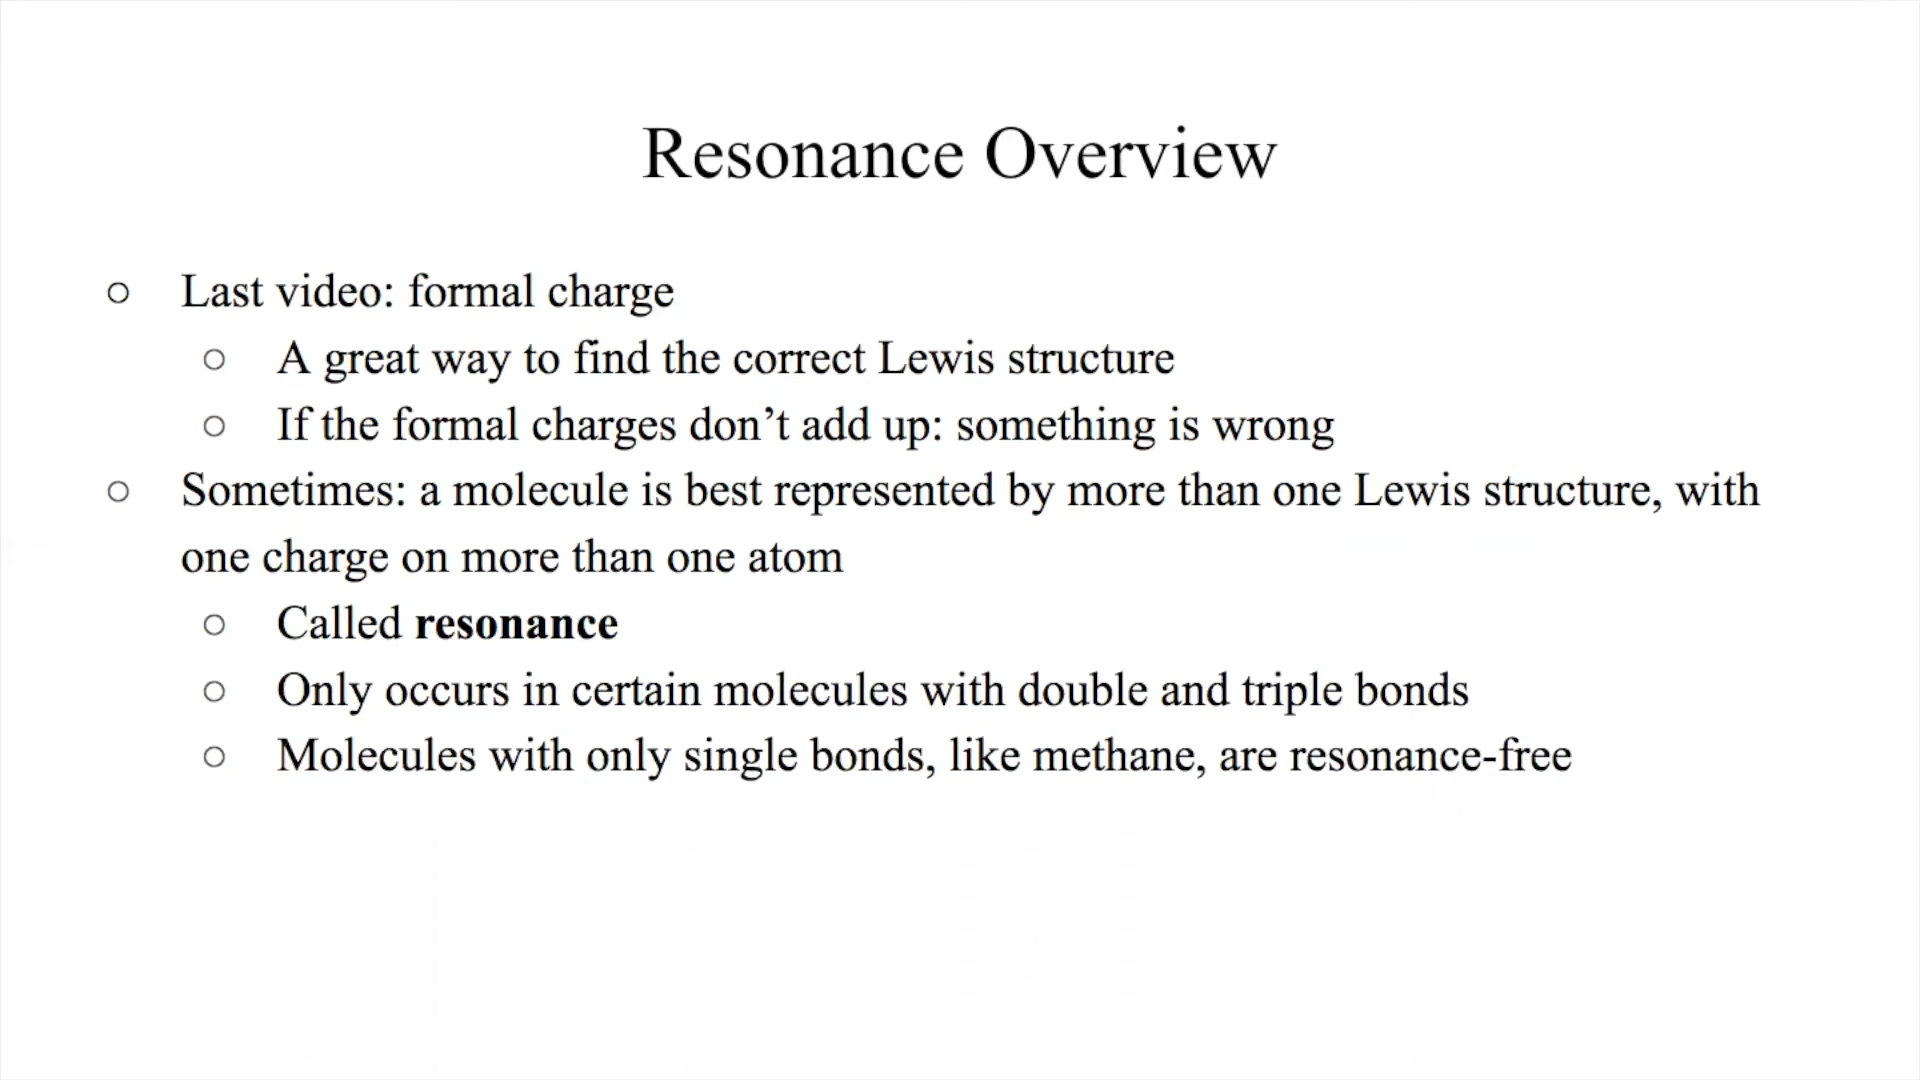 Resonance Overview
○ Last video: formal charge
○ A great way to find the correct Lewis structure
○ If the formal charges don’t add up: something is wrong
○ Sometimes: a molecule is best represented by more than one Lewis structure, with
one charge on more than one atom
○ Called resonance
○ Only occurs in certain molecules with double and triple bonds
○ Molecules with only single bonds, like methane, are resonance-free